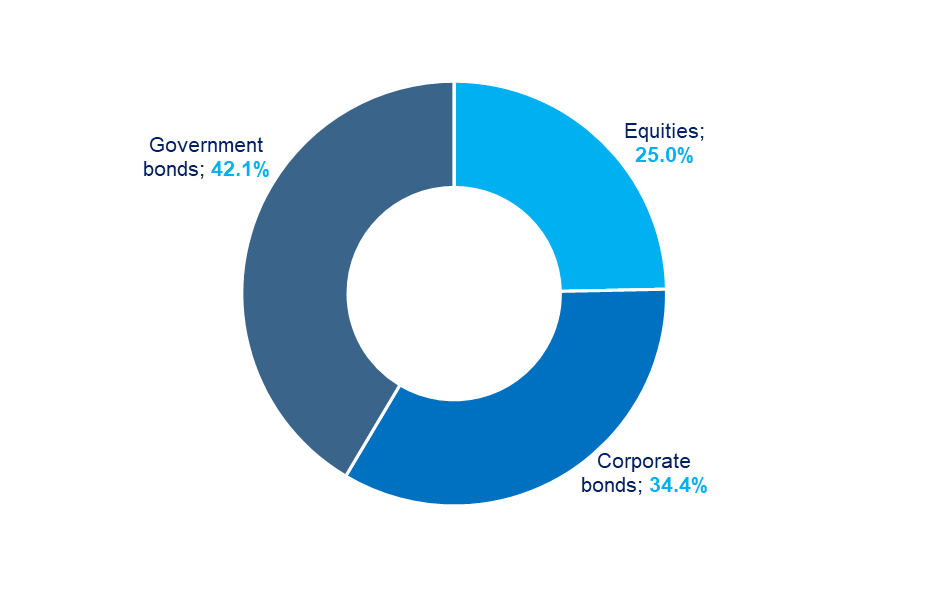 Equities;
25.0%
Government
bonds; 42.1%
Corporate
bonds; 34.4%